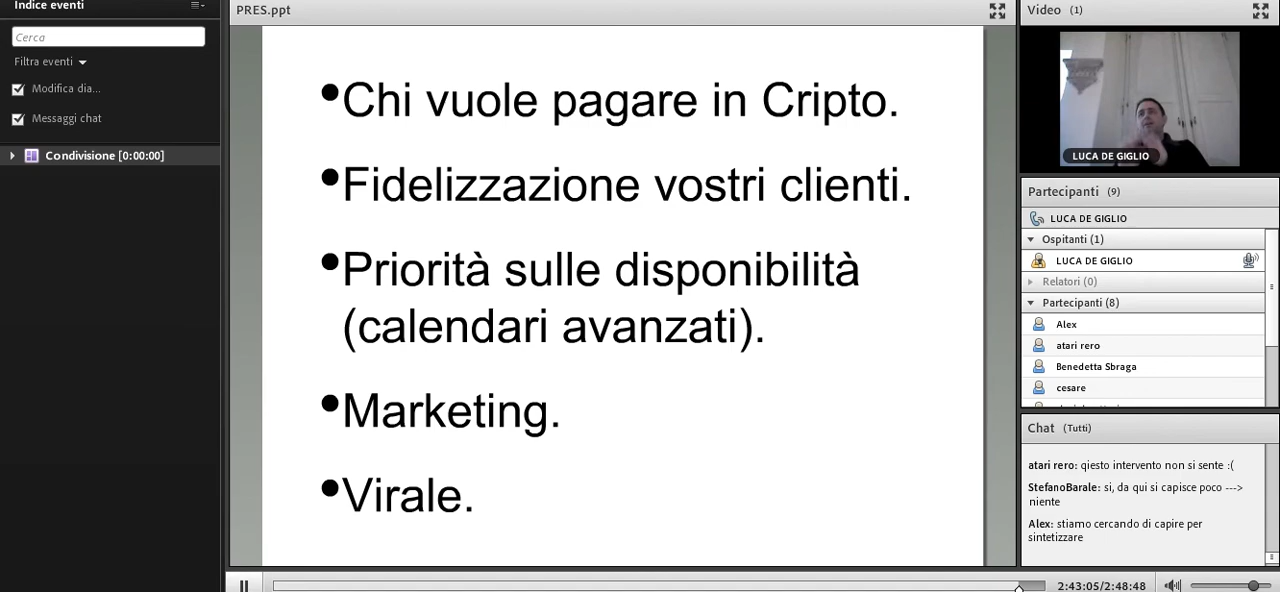 Indice eventi
Cerca
Filtra eventi
Modifica dia...
Messaggi chat
Condivisione [0:00:00]
PRES.ppt
•Chi vuole pagare in Cripto.
•Fidelizzazione vostri clienti.
•Priorità sulle disponibilità
(calendari avanzati).
•Marketing.
•Virale.
Video (1)
LUCA DE GIGLIO
Partecipanti (9)
LUCA DE GIGLIO
Ospitanti (1)
LUCA DE GIGLIO
Relatori (0)
Partecipanti (8)
Alex
atari rero
Benedetta Sbraga
cesare
Chat (Tutti)
atari rero: qiesto intervento non si sente :(
StefanoBarale: si, da qui si capisce poco --->
niente
Alex: stiamo cercando di capire per
sintetizzare
2:43:05/2:48:48